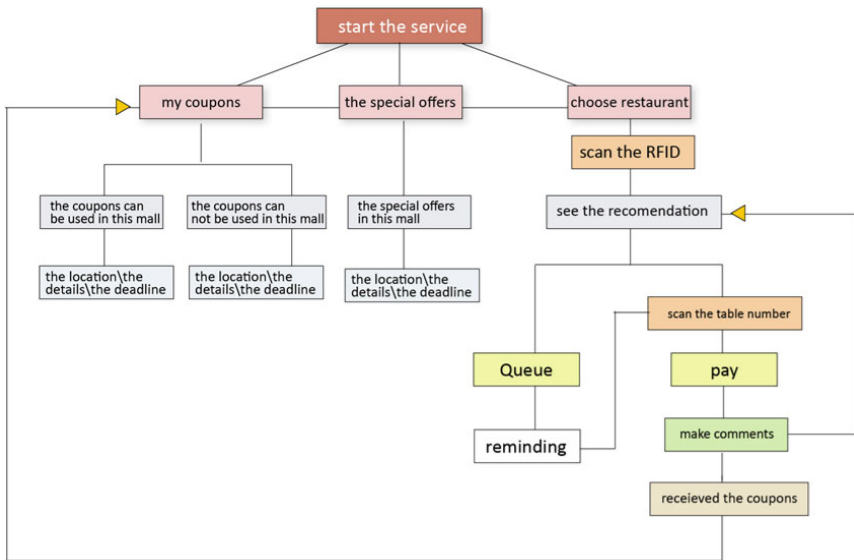 start the service
my coupons
the special offers
choose restaurant
scan the RFID
the coupons can
be used in this mall
the coupons can
not be used in this mall
the special offers
in this mall
see the recomendation
the location\the
details\the deadline
the location\the
details\the deadline
the location\the
details\the deadline
scan the table number
Queue
pay
reminding
make comments
receieved the coupons